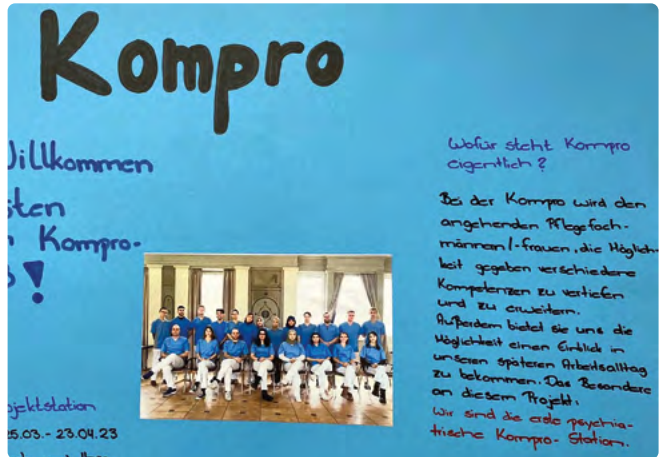 Kompro
Willkommen
sten
Kompro-
!
ojektstation
25.03.- 23.04.23
Wofür steht Kompro
eigentlich?
Bei der Kompro wird den
angehenden Pflegefach-
männern/-frauen, die Möglich-
keit gegeben verschiedene
Kompetenzen zu vertiefen
und zu erweitern.
Außerdem bietet sie uns die
Möglichkeit einen Einblick in
unseren späteren Arbeitsalltag
zu bekommen. Das Besondere
an diesem Projekt:
Wir sind die erste psychia-
trische Kompro-Station.